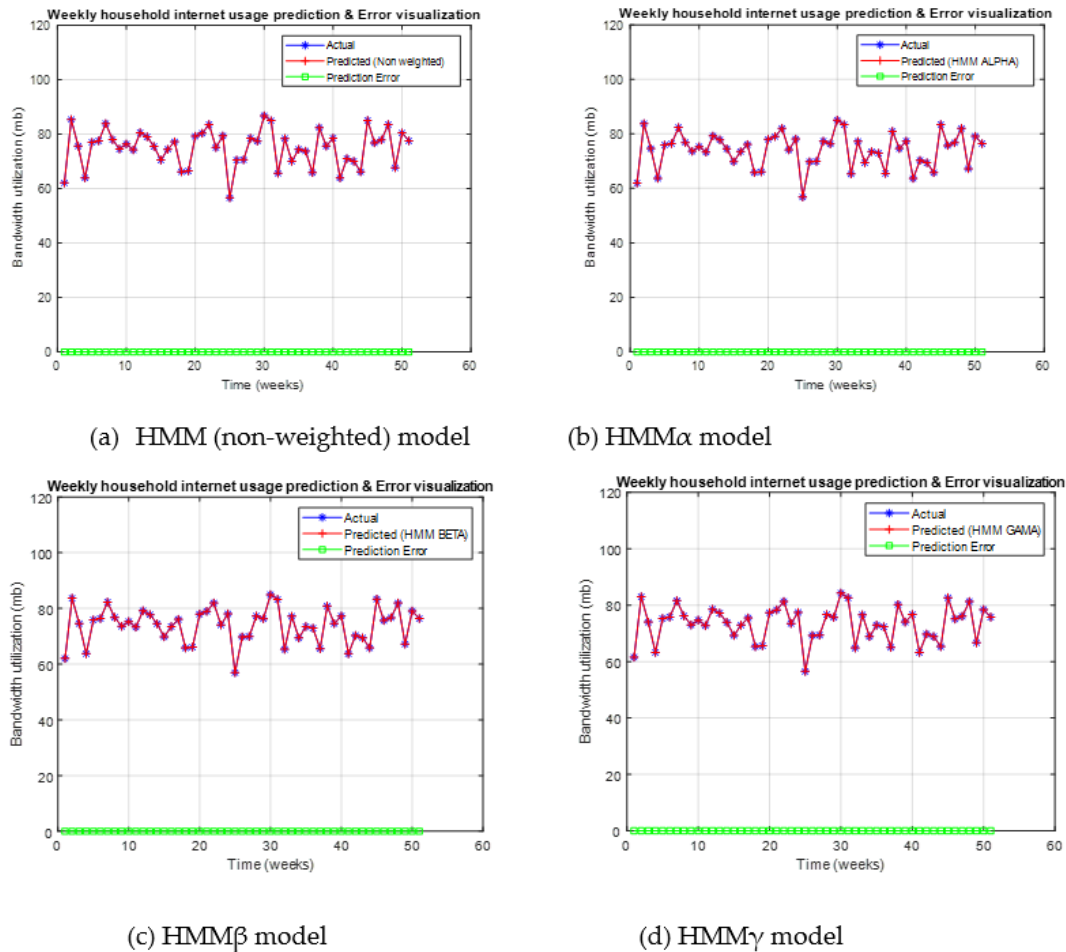 Weekly household internet usage prediction & Error visualization
120
100
80
60
40
20
0
Bandwidth utilization (mb)
Actual
Predicted (Non weighted)
Prediction Error
0 10 20 30 40 50 60
Time (weeks)
(a) HMM (non-weighted) model
Weekly household internet usage prediction & Error visualization
120
100
80
60
40
20
0
Bandwidth utilization (mb)
Actual
Predicted (HMM ALPHA)
Prediction Error
0 10 20 30 40 50 60
Time (weeks)
(b) HMMα model
Weekly household internet usage prediction & Error visualization
120
100
80
60
40
20
0
Bandwidth utilization (mb)
Actual
Predicted (HMM BETA)
Prediction Error
0 10 20 30 40 50 60
Time (weeks)
(c) HMMβ model
Weekly household internet usage prediction & Error visualization
120
100
80
60
40
20
0
Bandwidth utilization (mb)
Actual
Predicted (HMM GAMA)
Prediction Error
0 10 20 30 40 50 60
Time (weeks)
(d) HMMγ model